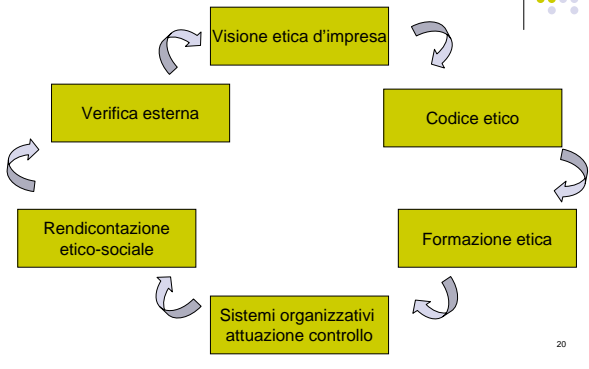 Visione etica d'impresa
Codice etico
Formazione etica
Sistemi organizzativi
attuazione controllo
Rendicontazione
etico-sociale
Verifica esterna
20